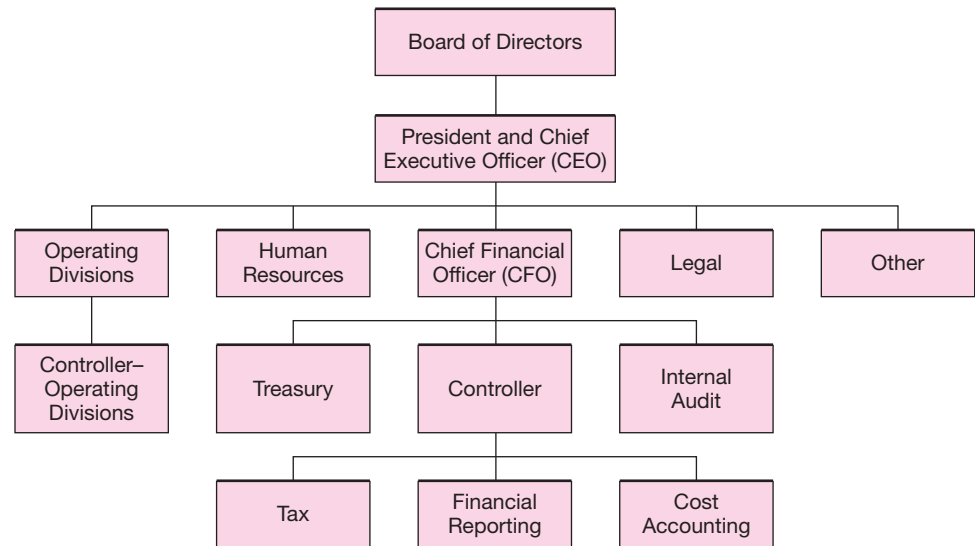 Board of Directors
President and Chief
Executive Officer (CEO)
Operating
Divisions
Human
Resources
Chief Financial
Officer (CFO)
Legal
Other
Controller–
Operating
Divisions
Treasury
Controller
Internal
Audit
Tax
Financial
Reporting
Cost
Accounting